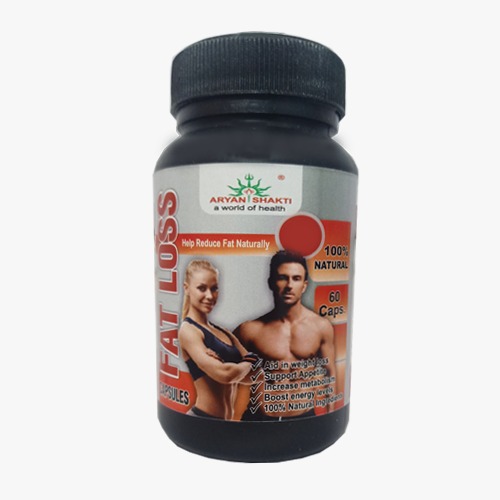 ARYAN SHAKTI
®
a world of health
Help Reduce Fat Naturally
100%
NATURAL
60
Caps
FAT LOSS
CAPSULES
Aid in weight loss
Support Appetite
Increase metabolism
Boost energy levels
100% Natural Ingredients